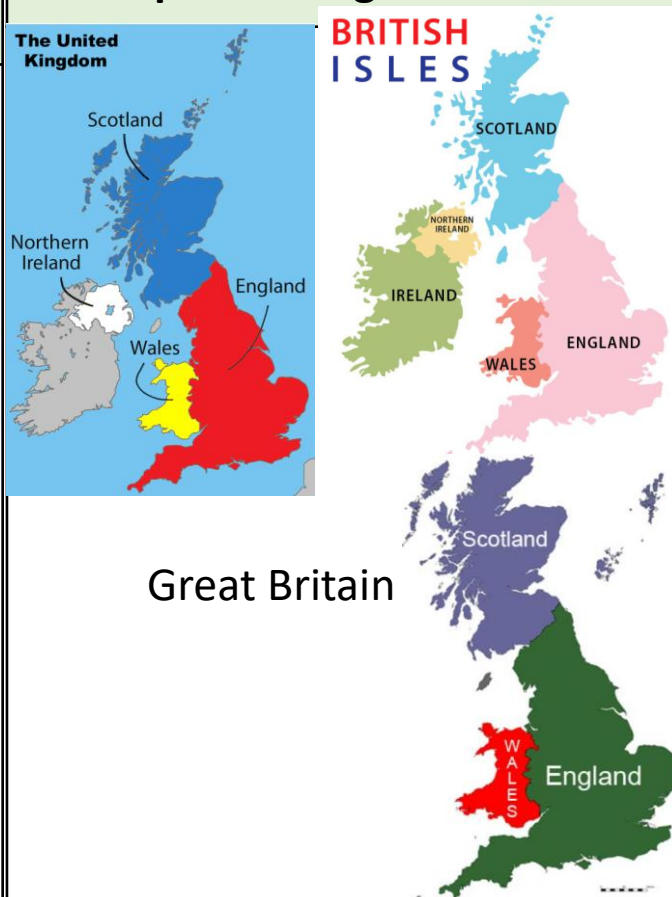 The United
Kingdom
Scotland
Northern
Ireland
England
Wales
BRITISH
ISLES
SCOTLAND
NORTHERN
IRELAND
IRELAND
WALES
ENGLAND
Great Britain
Scotland
WALES
England